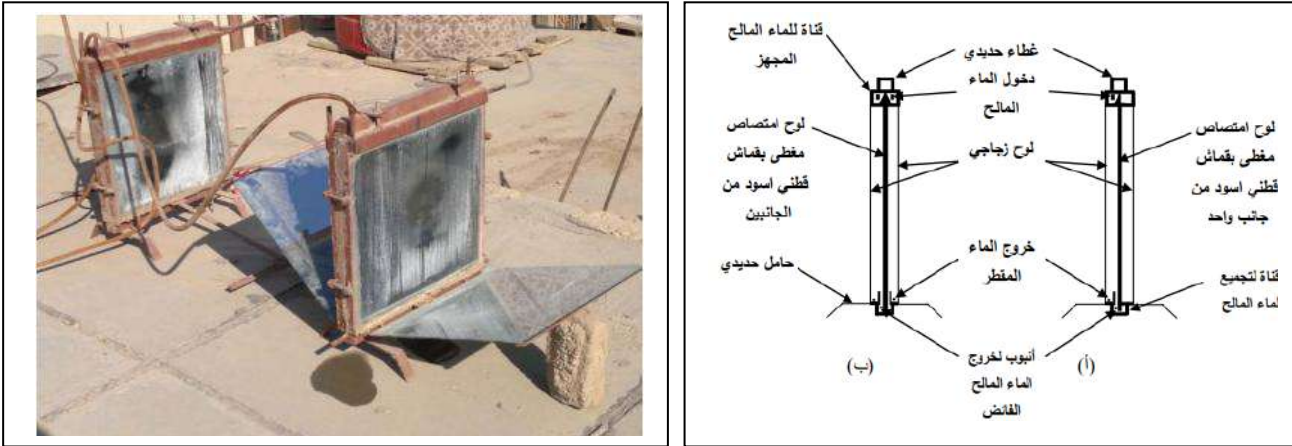 قناة للماء المالح
المجهز
غطاء حديدي
دخول الماء
المالح
لوح امتصاص
مغطى بقماش
قطني اسود من
الجانبين
لوح زجاجي
لوح امتصاص
مغطى بقماش
قطني اسود من
جانب واحد
خروج الماء
المقطر
حامل حديدي
قناة لتجميع
الماء المالح
أنبوب لخروج
الماء المالح
الفائض
(ب)
(أ)